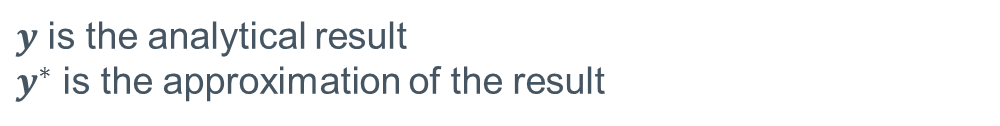 y is the analytical result
y* is the approximation of the result